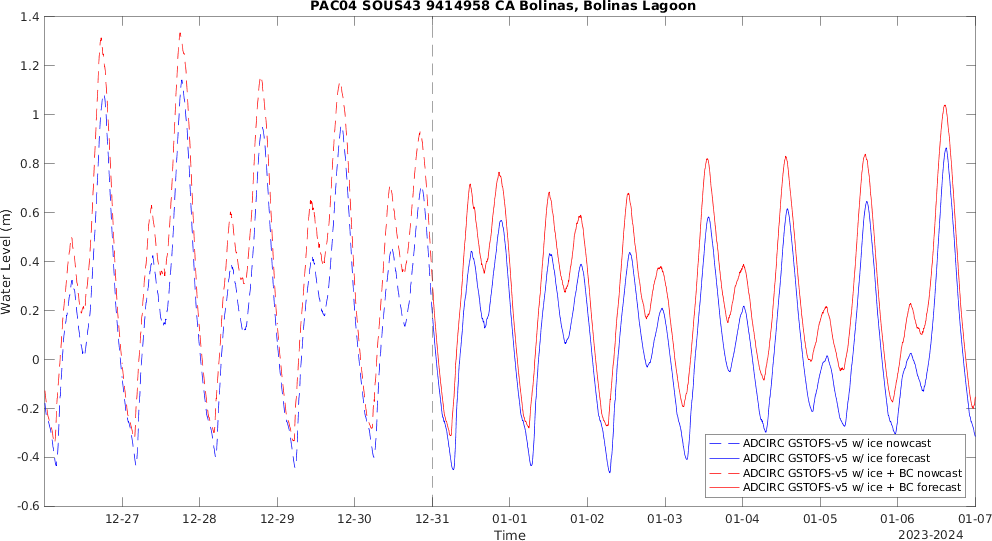 PAC04 SOUS43 9414958 CA Bolinas, Bolinas Lagoon
1.4
1.2
1
0.8
0.6
0.4
0.2
0
-0.2
-0.4
-0.6
Water Level (m)
12-27 12-28 12-29 12-30 12-31 01-01 01-02 01-03 01-04 01-05 01-06 01-07
Time
2023-2024
ADCIRC GSTOFS-v5 w/ ice nowcast
ADCIRC GSTOFS-v5 w/ ice forecast
ADCIRC GSTOFS-v5 w/ ice + BC nowcast
ADCIRC GSTOFS-v5 w/ ice + BC forecast